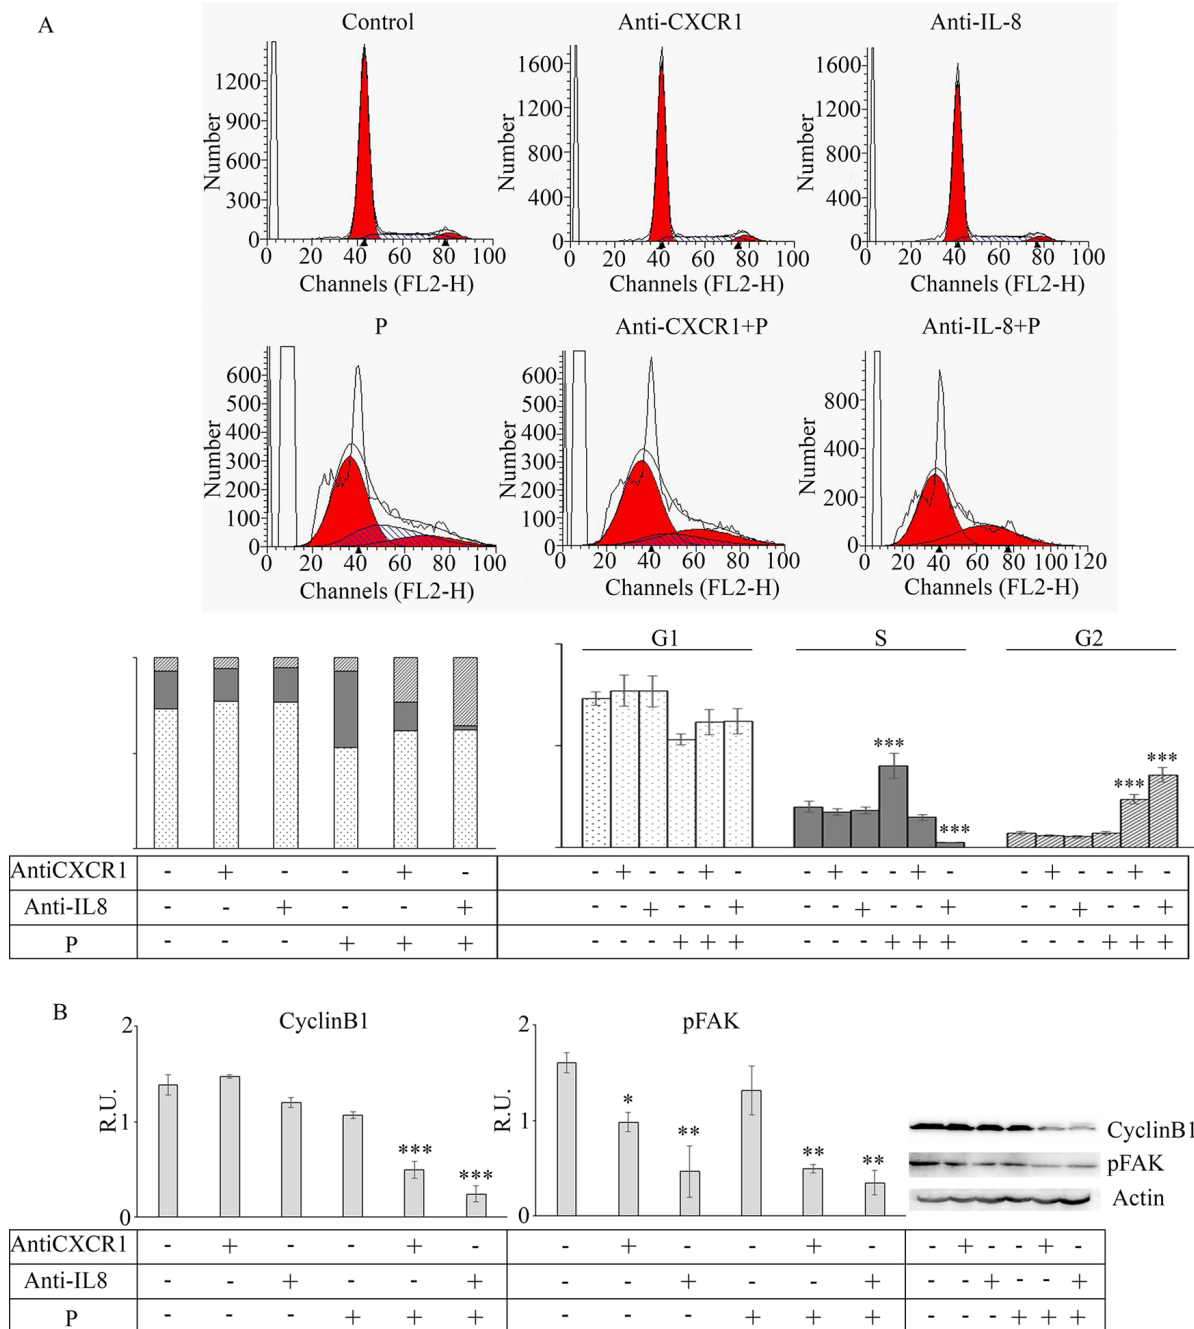 A
Control
Anti-CXCR1
Anti-IL-8
1200
900
600
300
0
Number
0 20 40 60 80 100
Channels (FL2-H)
1600
1200
800
400
0
Number
0 20 40 60 80 100
Channels (FL2-H)
1600
1200
800
400
0
Number
0 20 40 60 80 100
Channels (FL2-H)
P
Anti-CXCR1+P
Anti-IL-8+P
600
500
400
300
200
100
0
Number
0 20 40 60 80 100
Channels (FL2-H)
600
500
400
300
200
100
0
Number
0 20 40 60 80 100
Channels (FL2-H)
800
400
200
0
Number
0 20 40 60 80 100 120
Channels (FL2-H)
G1
S
G2
***
***
***
***
AntiCXCR1 - + - - + - - + - - + - - + - - + - - + - - + -
Anti-IL8 - - + - - + - - + - - + - - + - - + - - + - - +
P - - - + + + - - - + + + - - - + + + - - - + + +
B
CyclinB1
2
1
0
R.U.
***
***
pFAK
2
1
0
R.U.
*
**
**
**
CyclinB1
pFAK
Actin
AntiCXCR1 - + - - + - - + - - + - - + - - + -
Anti-IL8 - - + - - + - - + - - + - - + - - +
P - - - + + + - - - + + + - - - + + +